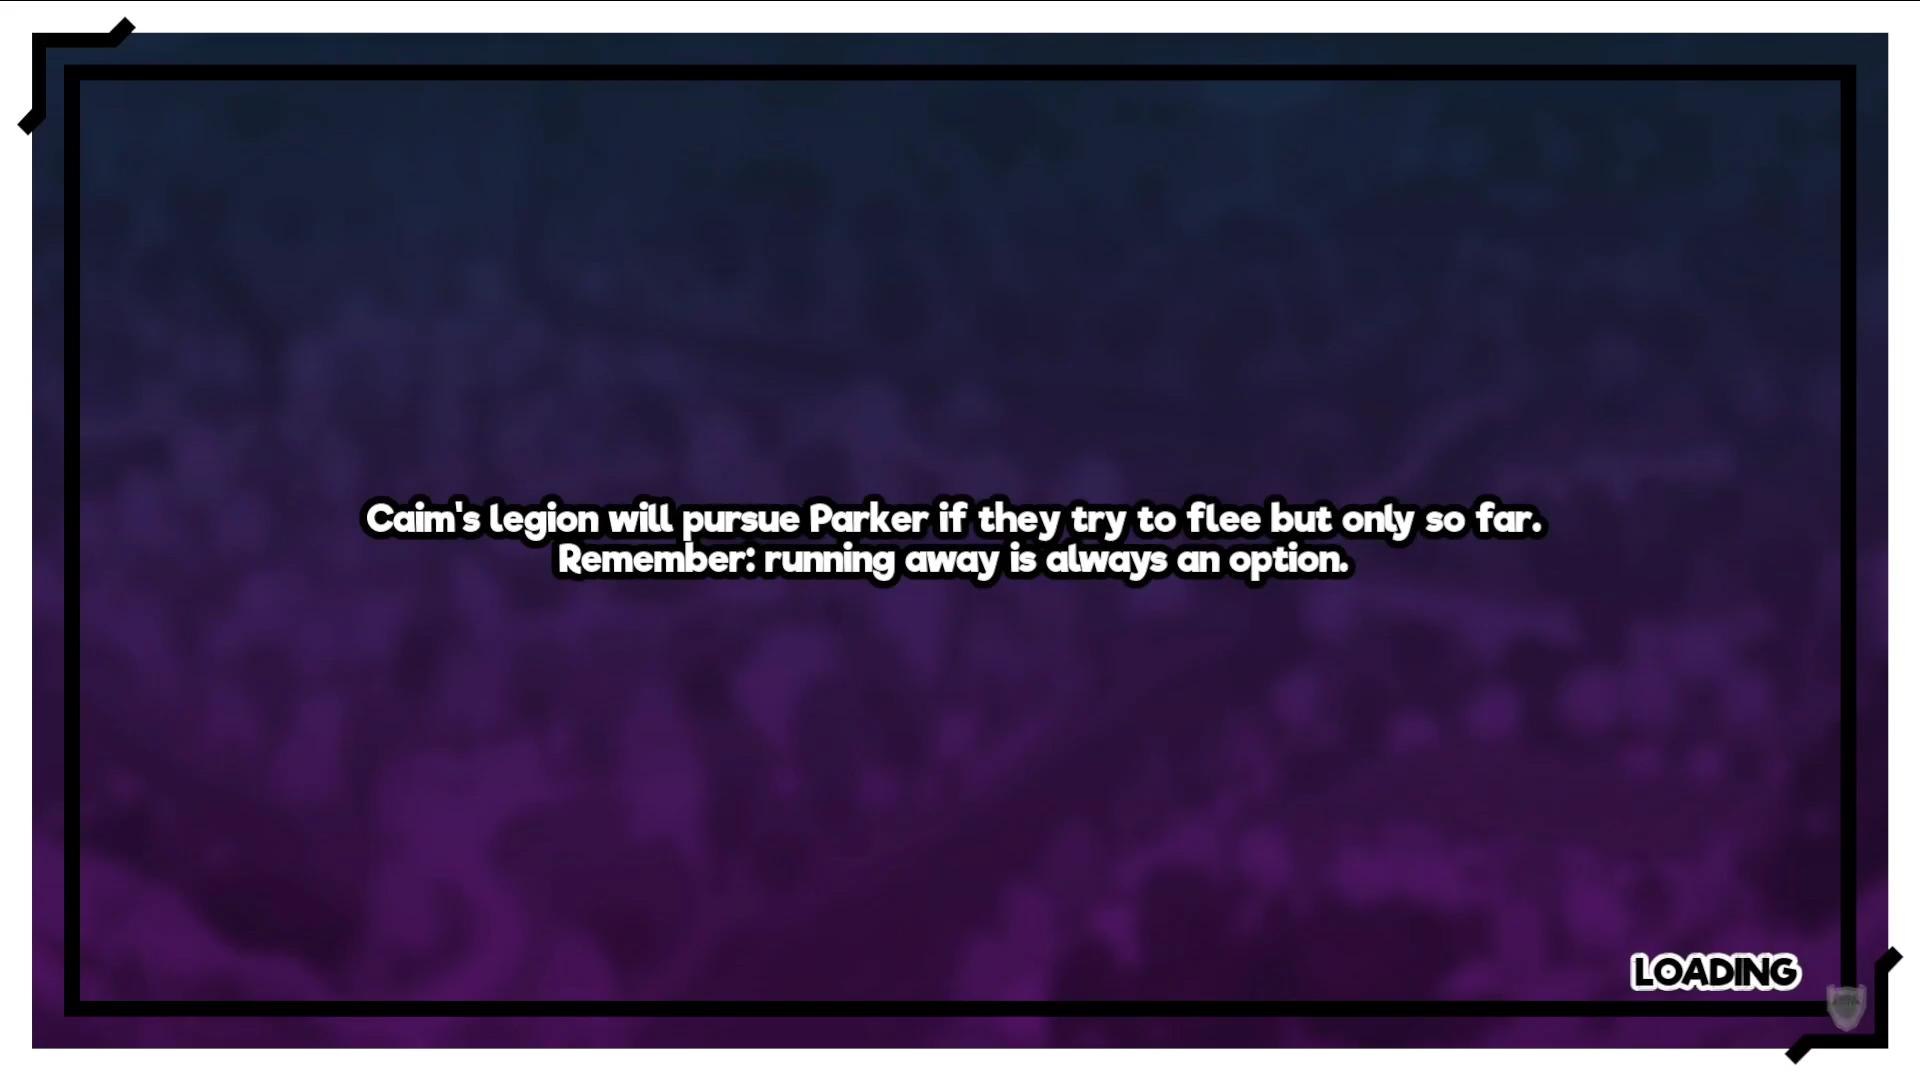 Caim's legion will pursue Parker if they try to flee but only so far.
Remember: running away is always an option.
LOADING